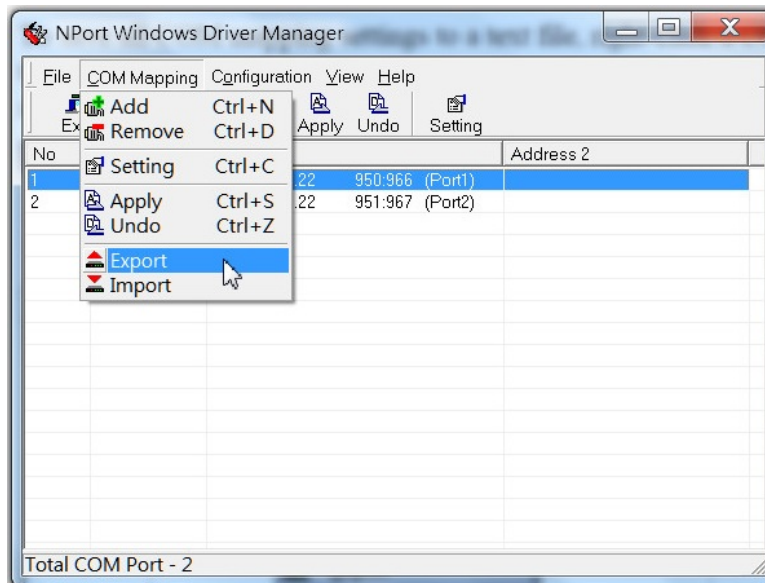 NPort Windows Driver Manager
File COM Mapping Configuration View Help
Add Ctrl+N
Remove Ctrl+D
Apply Undo Setting
Setting Ctrl+C
Apply Ctrl+S
Undo Ctrl+Z
Export
Import
No Address 2
1 .22 950:966 (Port1)
2 .22 951:967 (Port2)
Total COM Port - 2